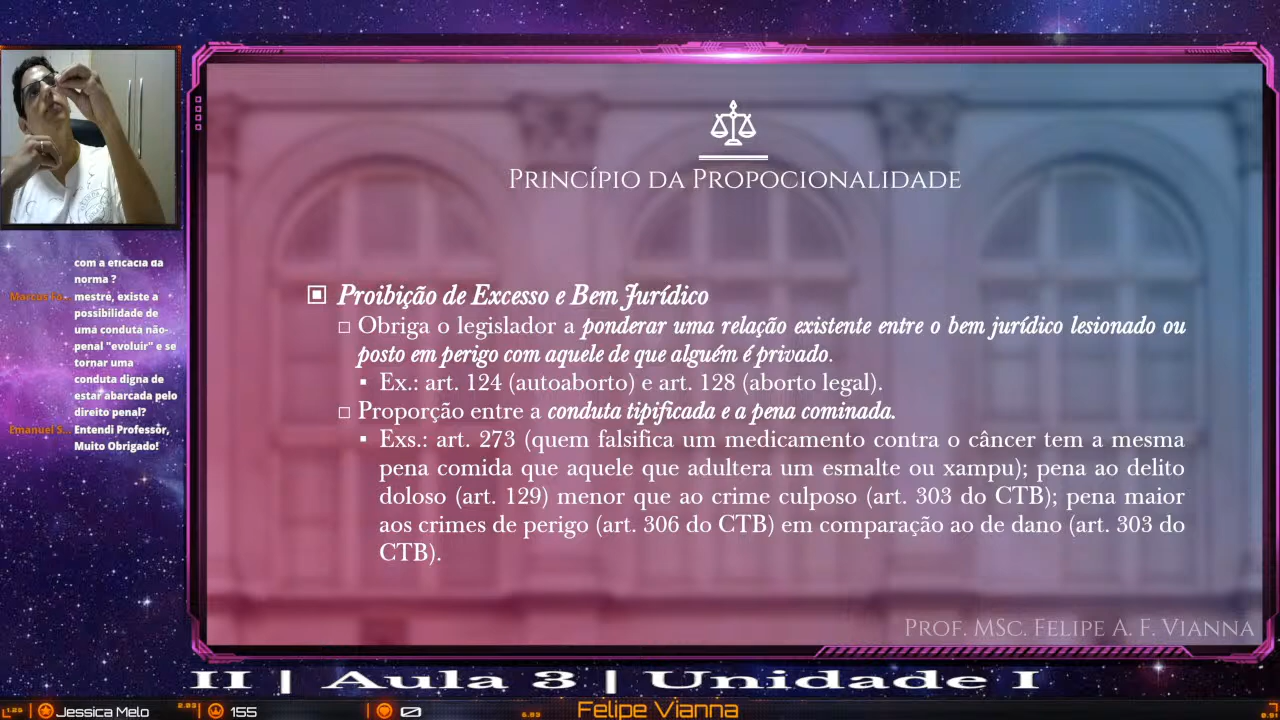 Princípio da Propocionalidade
Proibição de Excesso e Bem Jurídico
Obriga o legislador a ponderar uma relação existente entre o bem jurídico lesionado ou
posto em perigo com aquele de que alguém é privado.
Ex.: art. 124 (autoaborto) e art. 128 (aborto legal).
Proporção entre a conduta tipificada e a pena cominada.
Exs.: art. 273 (quem falsifica um medicamento contra o câncer tem a mesma
pena comida que aquele que adultera um esmalte ou xampu); pena ao delito
doloso (art. 129) menor que ao crime culposo (art. 303 do CTB); pena maior
aos crimes de perigo (art. 306 do CTB) em comparação ao de dano (art. 303 do
CTB).
Prof. MSc. Felipe A. F. Vianna
com a eficácia da
norma ?
mestre, existe a
possibilidade de
uma conduta não-
penal "evoluir" e se
tornar uma
conduta digna de
estar abarcada pelo
direito penal?
Emanuel S... Entendi Professor,
Muito Obrigado!
II | Aula 3 | Unidade I
Jessica Melo
155
0
Felipe Vianna